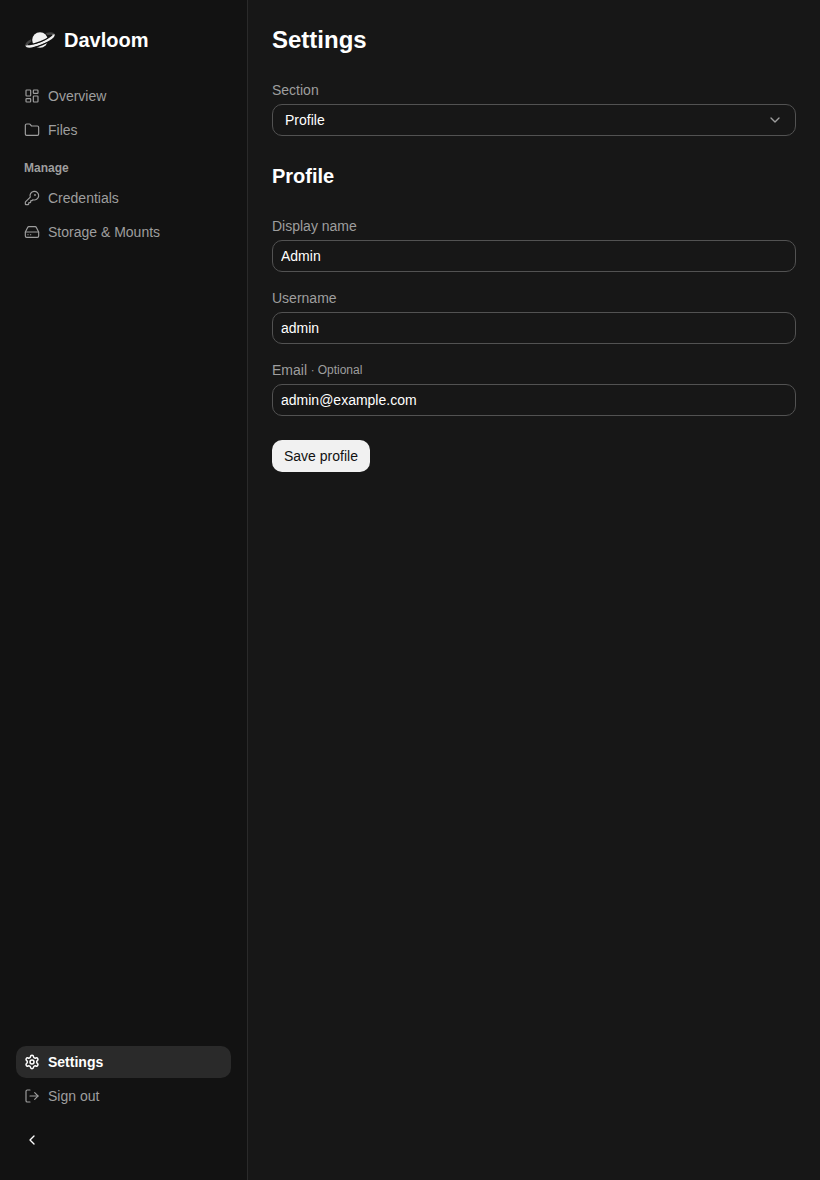 Davloom
Overview
Files
Manage
Credentials
Storage & Mounts
Settings
Sign out
Settings
Section
Profile
Profile
Display name
Admin
Username
admin
Email · Optional
admin@example.com
Save profile